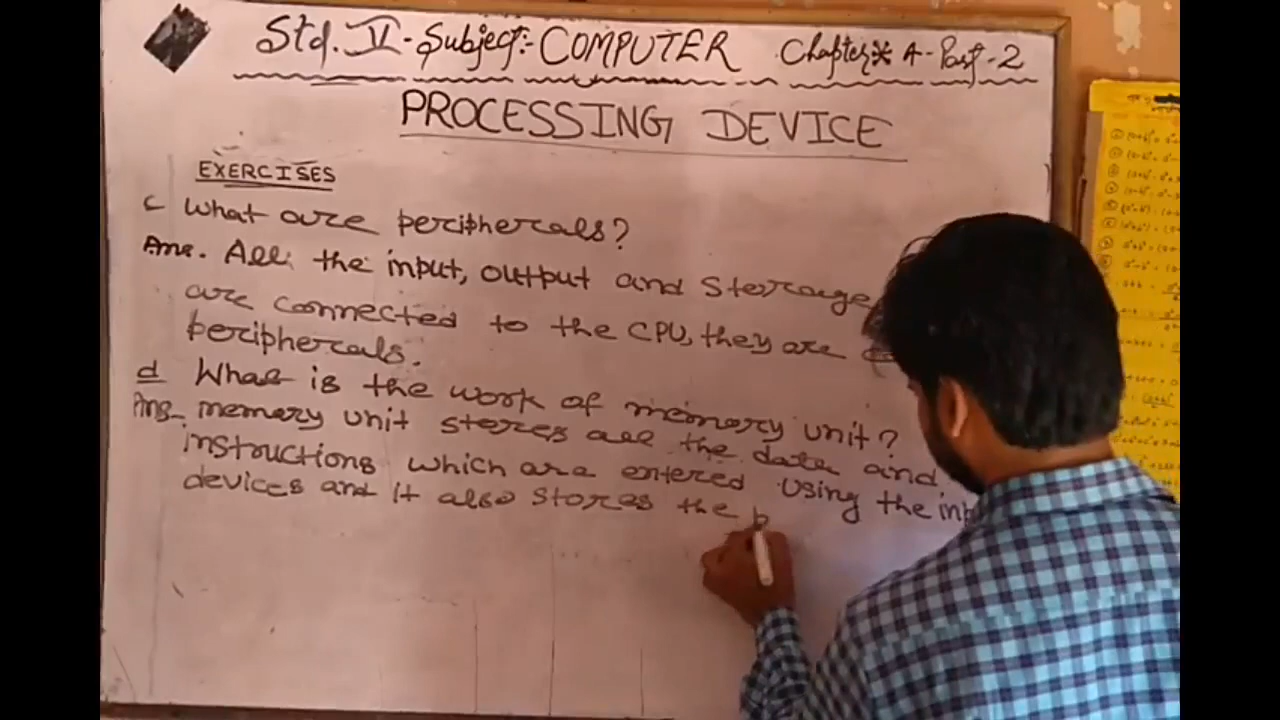 Std. II - Subject:- COMPUTER Chapter * A - Part - 2
PROCESSING DEVICE
EXERCISES
c What are peripherals?
Ans. All the input, output and storage
are connected to the CPU, they are
peripherals.
d What is the work of memory unit?
Ans - memory unit stores all the data and
instructions which are entered using the inp
devices and it also stores the p